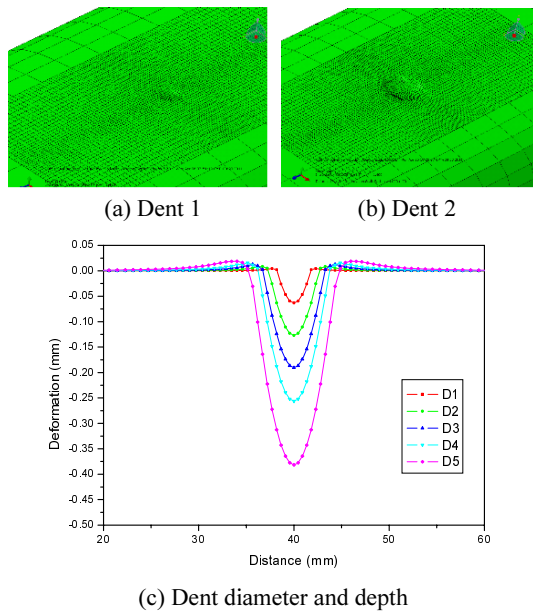 (a) Dent 1
(b) Dent 2
0.05
0.00
-0.05
-0.10
-0.15
-0.20
-0.25
-0.30
-0.35
-0.40
-0.45
-0.50
Deformation (mm)
D1
D2
D3
D4
D5
20
30
40
50
60
Distance (mm)
(c) Dent diameter and depth